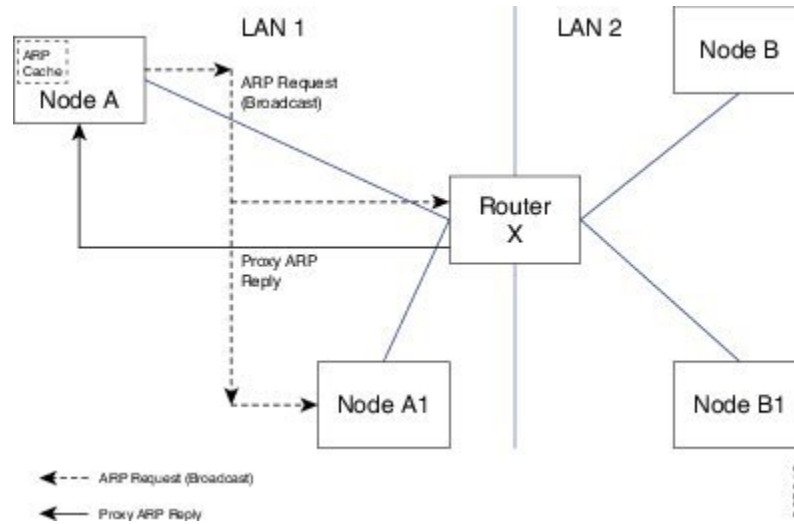 LAN 1
LAN 2
ARP
Cache
Node A
ARP Request
(Broadcast)
Node B
Router
X
Proxy ARP
Reply
Node A1
Node B1
ARP Request (Broadcast)
Proxy ARP Reply